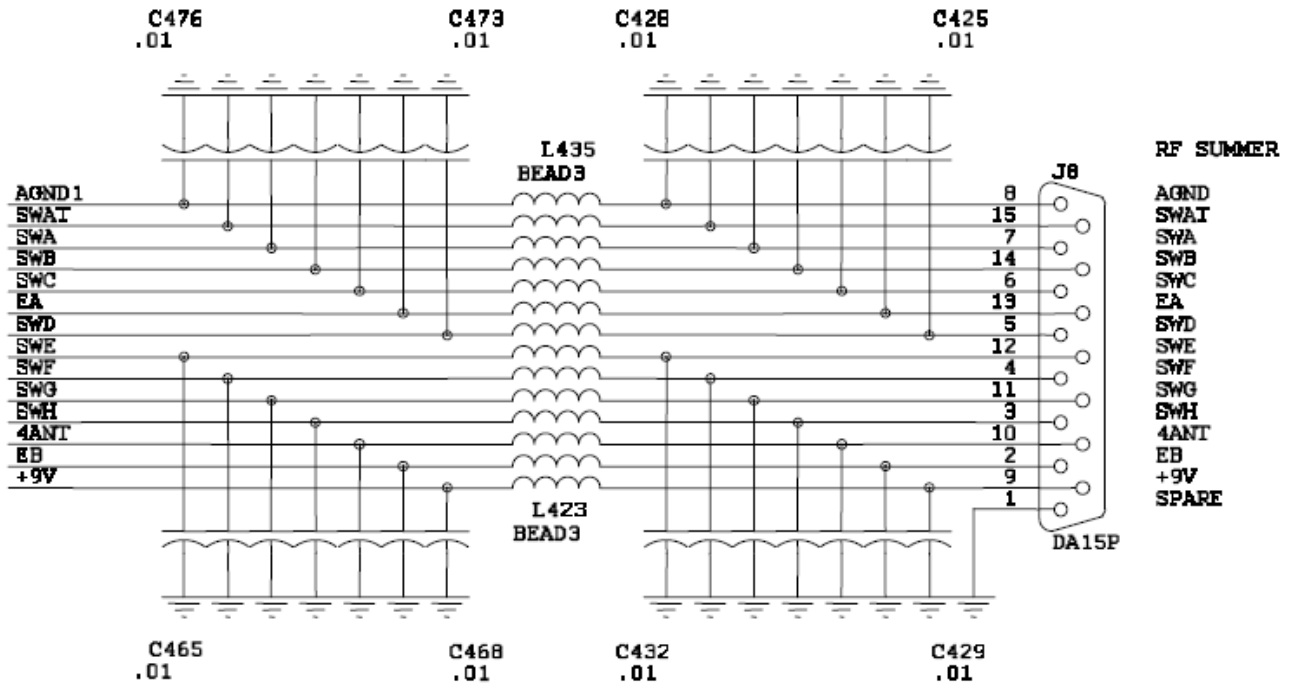 C476 C473 C428 C425
.01 .01 .01 .01
L435
BEAD3
RF SUMMER
J8
AGND1 8 AGND
SWAT 15 SWAT
SWA 7 SWA
SWB 14 SWB
SWC 6 SWC
EA 13 EA
SWD 5 SWD
SWE 12 SWE
SWF 4 SWF
SWG 11 SWG
SWH 3 SWH
4ANT 10 4ANT
EB 2 EB
+9V 9 +9V
1 SPARE
L423
BEAD3
DA15P
C465 C468 C432 C429
.01 .01 .01 .01